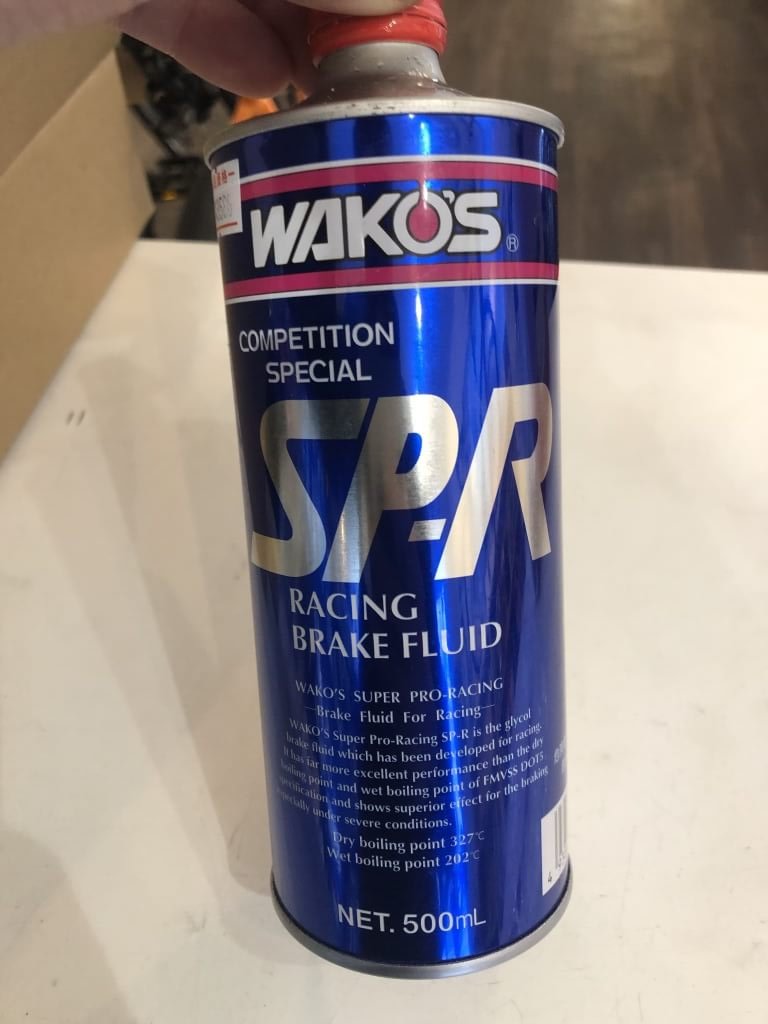 WAKO'S ®
COMPETITION
SPECIAL
SP-R
RACING
BRAKE FLUID
WAKO'S SUPER PRO-RACING
—Brake Fluid For Racing—
WAKO'S Super Pro-Racing SP-R is the glycol
brake fluid which has been developed for racing.
It has far more excellent performance than the dry
boiling point and wet boiling point of FMVSS DOT5
specification and shows superior effect for the braking
especially under severe conditions.
Dry boiling point 327℃
Wet boiling point 202℃
NET. 500mL
4